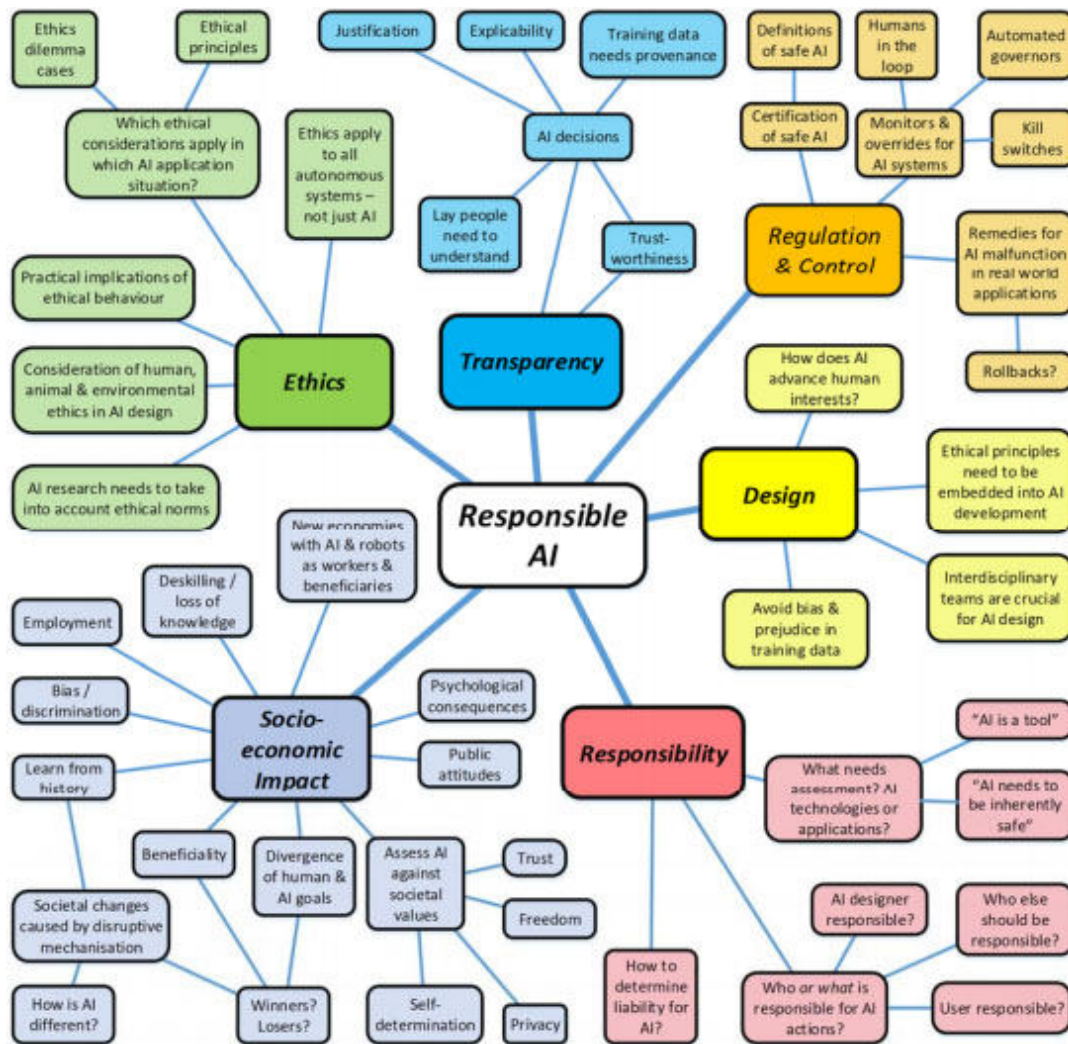 Ethics
dilemma
cases
Ethical
principles
Which ethical
considerations apply in
which AI application
situation?
Ethics apply
to all
autonomous
systems –
not just AI
Practical implications of
ethical behaviour
Consideration of human,
animal & environmental
ethics in AI design
AI research needs to take
into account ethical norms
Ethics
Justification
Explicability
Training data
needs provenance
AI decisions
Lay people
need to
understand
Trust-
worthiness
Transparency
Definitions
of safe AI
Humans
in the
loop
Automated
governors
Certification
of safe AI
Monitors &
overrides for
AI systems
Kill
switches
Regulation
& Control
Remedies for
AI malfunction
in real world
applications
Rollbacks?
How does AI
advance human
interests?
Design
Ethical principles
need to be
embedded into AI
development
Interdisciplinary
teams are crucial
for AI design
Avoid bias &
prejudice in
training data
Responsible
AI
New economies
with AI & robots
as workers &
beneficiaries
Deskilling /
loss of
knowledge
Employment
Bias /
discrimination
Learn from
history
Socio-
economic
Impact
Psychological
consequences
Public
attitudes
Beneficiality
Divergence
of human &
AI goals
Assess AI
against
societal
values
Trust
Freedom
Societal changes
caused by disruptive
mechanisation
How is AI
different?
Winners?
Losers?
Self-
determination
Privacy
Responsibility
What needs
assessment? AI
technologies or
applications?
“AI is a tool”
“AI needs to
be inherently
safe”
How to
determine
liability for
AI?
AI designer
responsible?
Who else
should be
responsible?
Who or what is
responsible for AI
actions?
User responsible?